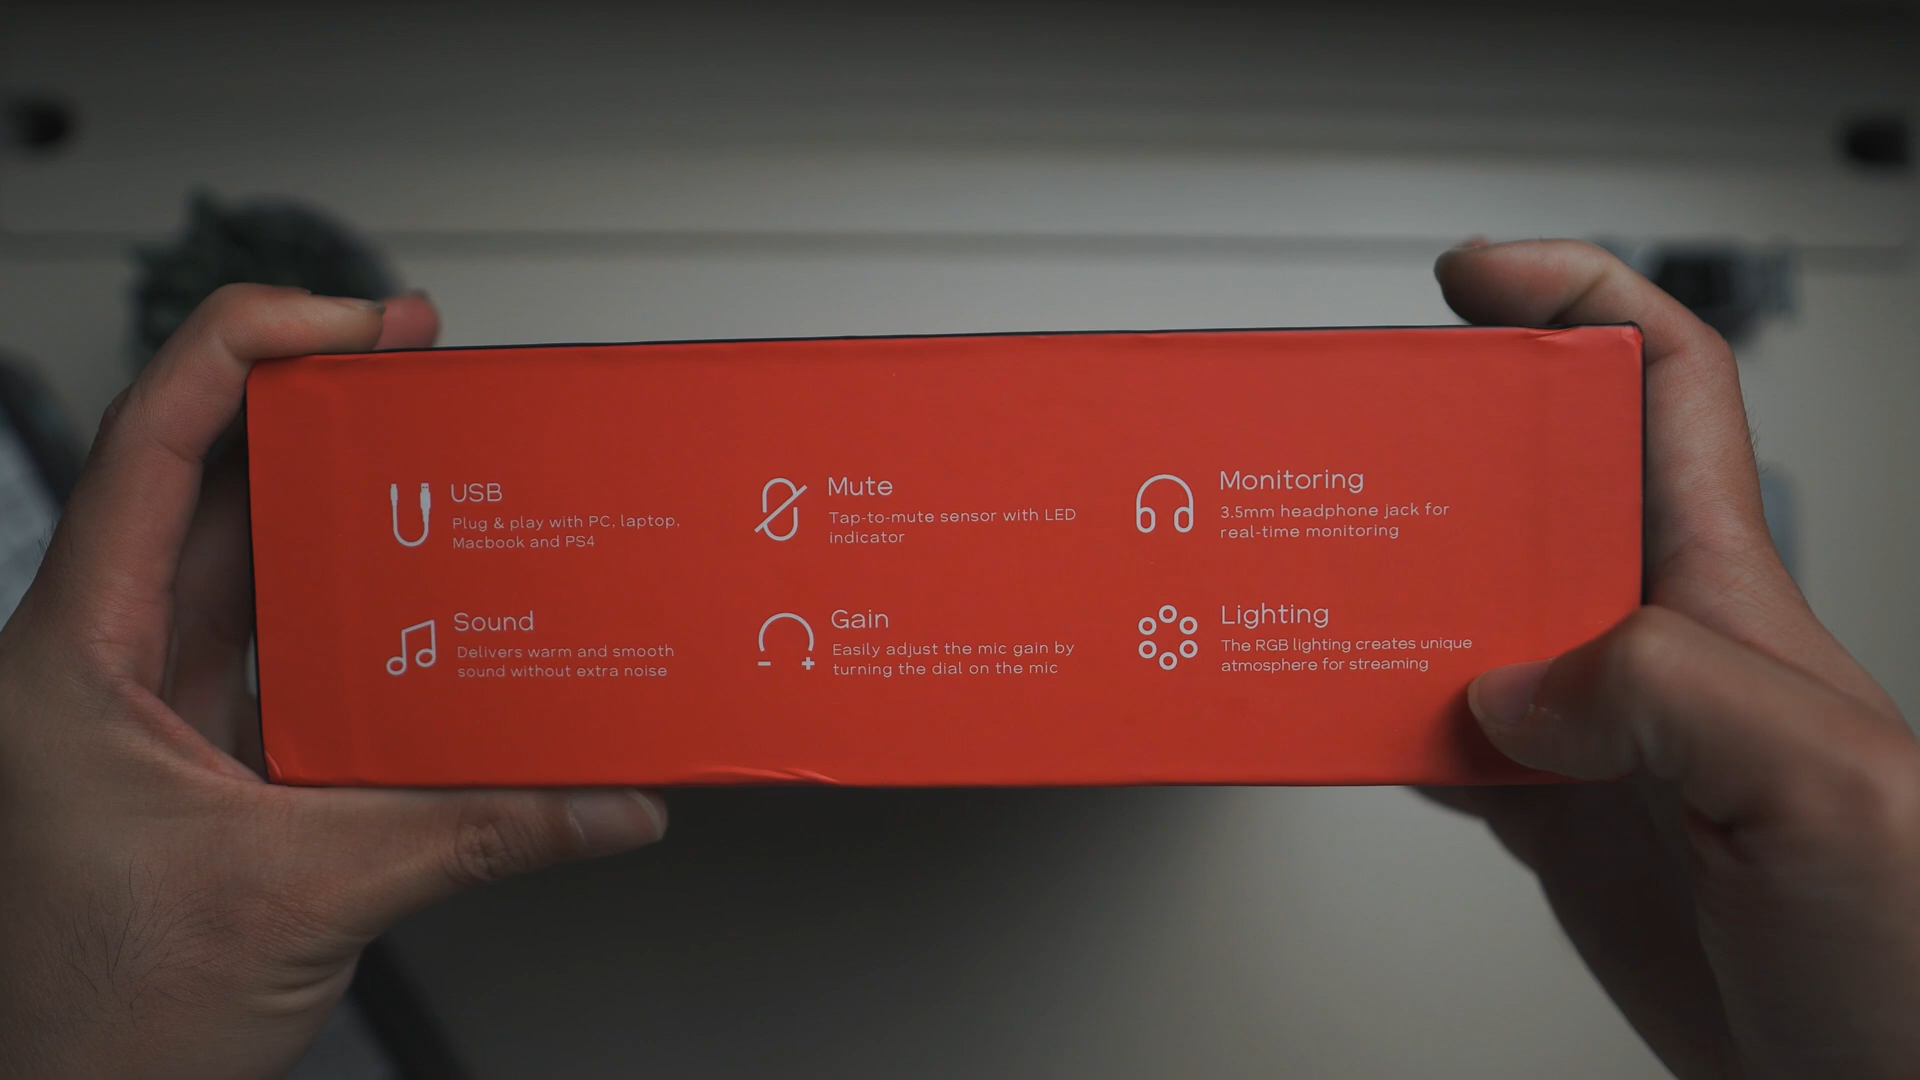 USB
Plug & play with PC, laptop,
Macbook and PS4
Mute
Tap-to-mute sensor with LED
indicator
Monitoring
3.5mm headphone jack for
real-time monitoring
Sound
Delivers warm and smooth
sound without extra noise
Gain
Easily adjust the mic gain by
turning the dial on the mic
Lighting
The RGB lighting creates unique
atmosphere for streaming